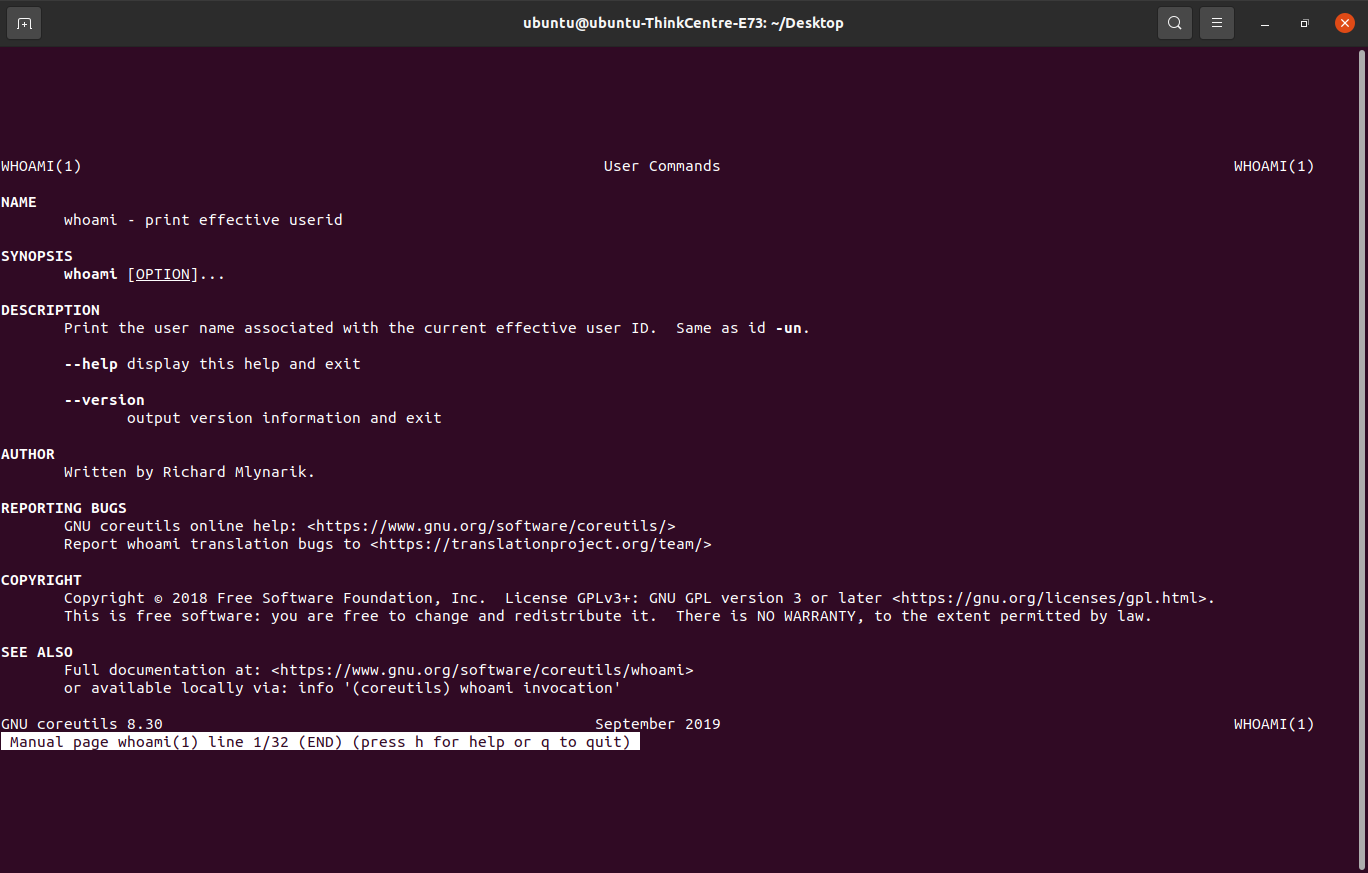 ubuntu@ubuntu-ThinkCentre-E73: ~/Desktop
WHOAMI(1) User Commands WHOAMI(1)
NAME
whoami - print effective userid
SYNOPSIS
whoami [OPTION]...
DESCRIPTION
Print the user name associated with the current effective user ID.  Same as id -un.
--help display this help and exit
--version
output version information and exit
AUTHOR
Written by Richard Mlynarik.
REPORTING BUGS
GNU coreutils online help: <https://www.gnu.org/software/coreutils/>
Report whoami translation bugs to <https://translationproject.org/team/>
COPYRIGHT
Copyright © 2018 Free Software Foundation, Inc.  License GPLv3+: GNU GPL version 3 or later <https://gnu.org/licenses/gpl.html>.
This is free software: you are free to change and redistribute it.  There is NO WARRANTY, to the extent permitted by law.
SEE ALSO
Full documentation at: <https://www.gnu.org/software/coreutils/whoami>
or available locally via: info '(coreutils) whoami invocation'
GNU coreutils 8.30 September 2019 WHOAMI(1)
Manual page whoami(1) line 1/32 (END) (press h for help or q to quit)